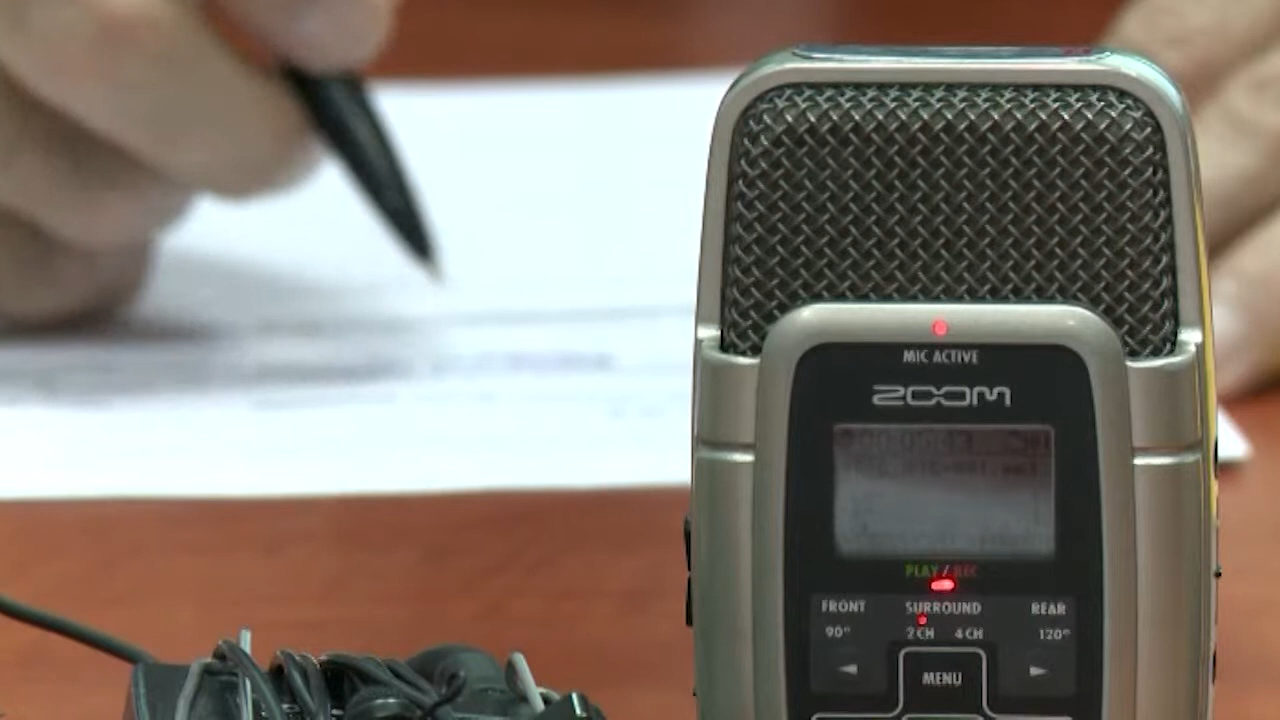 MIC ACTIVE
ZOOM
PLAY / REC
FRONT SURROUND REAR
90° 2CH 4CH 120°
MENU